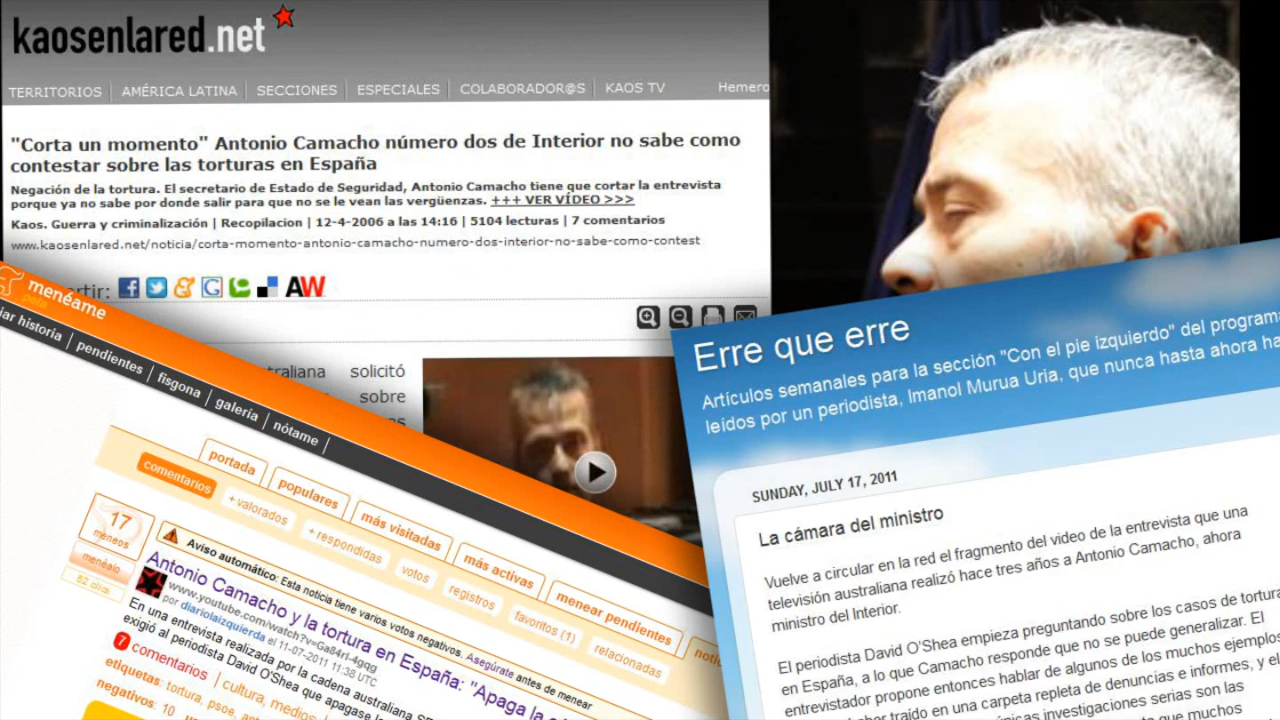 kaosenlared.net
TERRITORIOS | AMÉRICA LATINA | SECCIONES | ESPECIALES | COLABORADOR@S | KAOS TV Hemero
"Corta un momento" Antonio Camacho número dos de Interior no sabe como
contestar sobre las torturas en España
Negación de la tortura. El secretario de Estado de Seguridad, Antonio Camacho tiene que cortar la entrevista
porque ya no sabe por donde salir para que no se le vean las vergüenzas. +++ VER VÍDEO >>>
Kaos. Guerra y criminalización | Recopilacion | 12-4-2006 a las 14:16 | 5104 lecturas | 7 comentarios
www.kaosenlared.net/noticia/corta-momento-antonio-camacho-numero-dos-interior-no-sabe-como-contest
AW
solicitó
sobre
menéame
historia | pendientes | fisgona | galería | nótame |
portada populares más visitadas más activas menear pendientes
comentarios + valorados + respondidas votos registros favoritos (1) relacionadas
17
meneos
menéalo
Aviso automático: Esta noticia tiene varios votos negativos. Asegúrate antes de menear
Antonio Camacho y la tortura en España: "Apaga la
www.youtube.com/watch?v=Ga84rI-4gqg
por diariolaizquierda el 11-07-2011 11:38 UTC
En una entrevista realizada por la cadena australiana
exigió al periodista David O'Shea que apagase
7 comentarios | cultura, medios
etiquetas: tortura, psoe,
negativos: 10
Erre que erre
Artículos semanales para la sección "Con el pie izquierdo" del programa
leídos por un periodista, Imanol Murua Uria, que nunca hasta ahora ha
SUNDAY, JULY 17, 2011
La cámara del ministro
Vuelve a circular en la red el fragmento del video de la entrevista que una
televisión australiana realizó hace tres años a Antonio Camacho, ahora
ministro del Interior.
El periodista David O'Shea empieza preguntando sobre los casos de tortura
en España, a lo que Camacho responde que no se puede generalizar. El
entrevistador propone entonces hablar de algunos de los muchos ejemplos
traído en una carpeta repleta de denuncias e informes, y el
investigaciones serias son las
que muchos